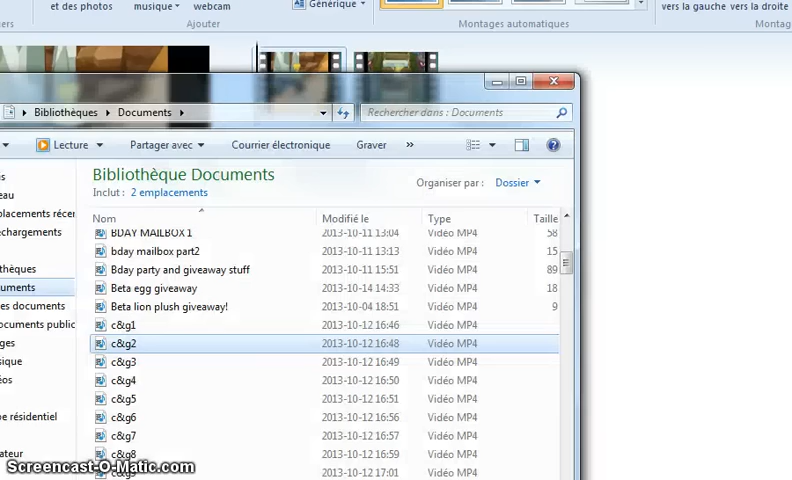 et des photos
musique
webcam
Générique
vers la gauche
vers la droite
Ajouter
Montages automatiques
Bibliothèques
Documents
Rechercher dans : Documents
Lecture
Partager avec
Courrier électronique
Graver
»
Bibliothèque Documents
Inclut : 2 emplacements
Organiser par :
Dossier
Nom
Modifié le
Type
Taille
BDAY MAILBOX 1 2013-10-11 13:04 Vidéo MP4 58
bday mailbox part2 2013-10-11 13:13 Vidéo MP4 15
Bday party and giveaway stuff 2013-10-11 15:51 Vidéo MP4 89
Beta egg giveaway 2013-10-14 14:33 Vidéo MP4 18
Beta lion plush giveaway! 2013-10-04 18:51 Vidéo MP4 9
c&g1 2013-10-12 16:46 Vidéo MP4
c&g2 2013-10-12 16:48 Vidéo MP4
c&g3 2013-10-12 16:49 Vidéo MP4
c&g4 2013-10-12 16:50 Vidéo MP4
c&g5 2013-10-12 16:51 Vidéo MP4
c&g6 2013-10-12 16:56 Vidéo MP4
c&g7 2013-10-12 16:57 Vidéo MP4
c&g8 2013-10-12 16:59 Vidéo MP4
2013-10-12 17:01 Vidéo MP4
Screencast-O-Matic.com